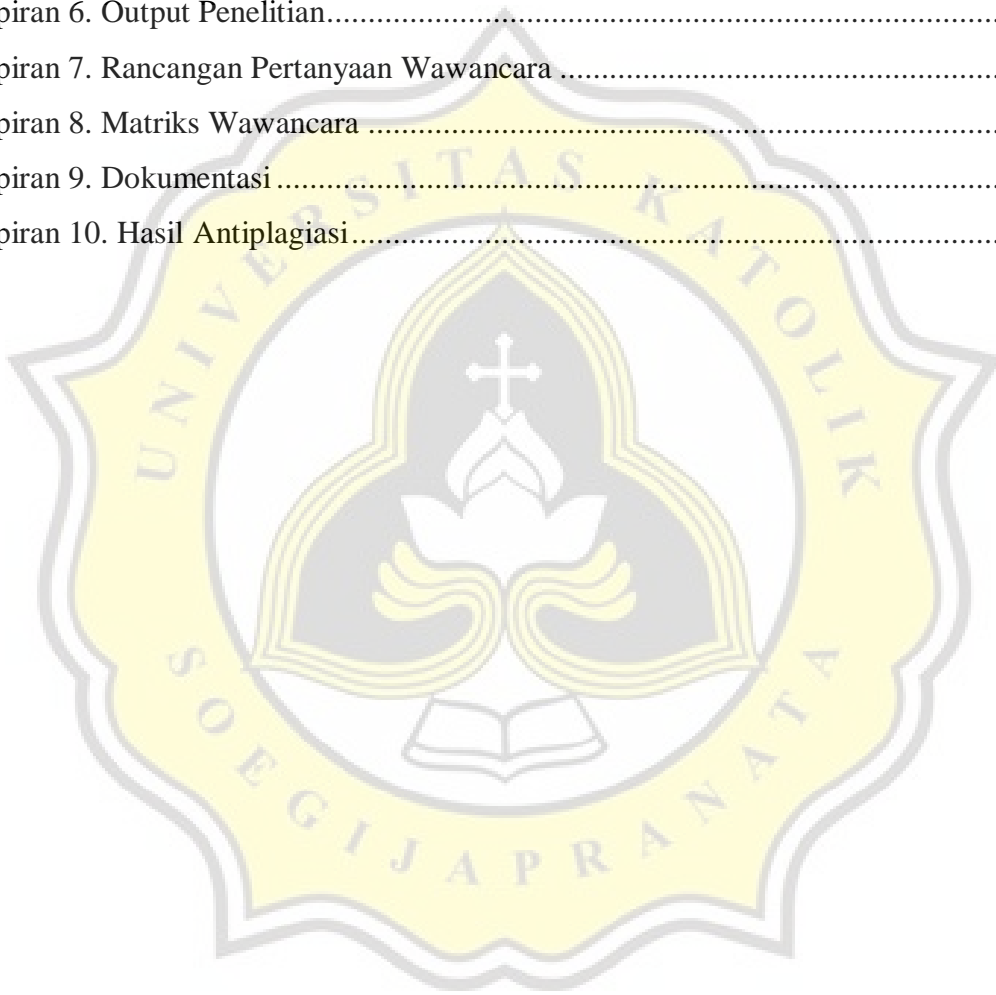 piran 6. Output Penelitian....................................................................................
piran 7. Rancangan Pertanyaan Wawancara .......................................................
piran 8. Matriks Wawancara ...............................................................................
piran 9. Dokumentasi..........................................................................................
piran 10. Hasil Antiplagiasi.................................................................................
UNIVERSITAS KATOLIK
SOEGIJAPRANATA